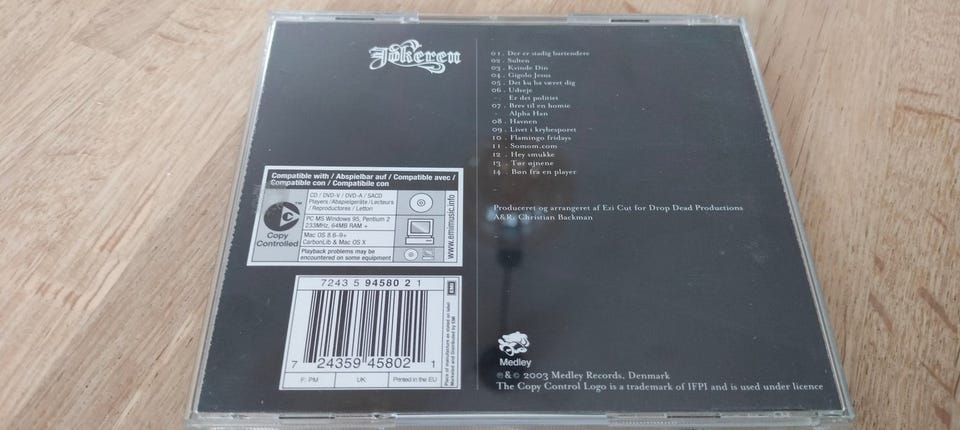 Jokeren
01 . Der er stadig bartendere
02 . Sulten
03 . Kvinde Din
04 . Gigolo Jesus
05 . Det ku ha været dig
06 . Udveje
- Er det politiet
07 . Brev til en homie
- Alpha Han
08 . Havnen
09 . Livet i krybesporet
10 . Flamingo fridays
11 . Somom.com
12 . Hey smukke
13 . Tør øjnene
14 . Bøn fra en player
Produceret og arrangeret af Exi Cut for Drop Dead Productions
A&R. Christian Backman
Compatible with / Abspielbar auf / Compatible avec /
Compatible con / Compatibile con
Copy
Controlled
TM
CD / DVD-V / DVD-A / SACD
Players / Abspielgeräte / Lecteurs
/ Reproductores / Lettori
PC MS Windows 95, Pentium 2
233MHz, 64MB RAM +
Mac OS 8.6-9+
CarbonLib & Mac OS X
Playback problems may be
encountered on some equipment
www.emimusic.info
7243 5 94580 2 1
7 24359 45802 1
F: PM
UK:
Printed in the EU
EMI
Medley
℗ & © 2003 Medley Records, Denmark
The Copy Control Logo is a trademark of IFPI and is used under licence